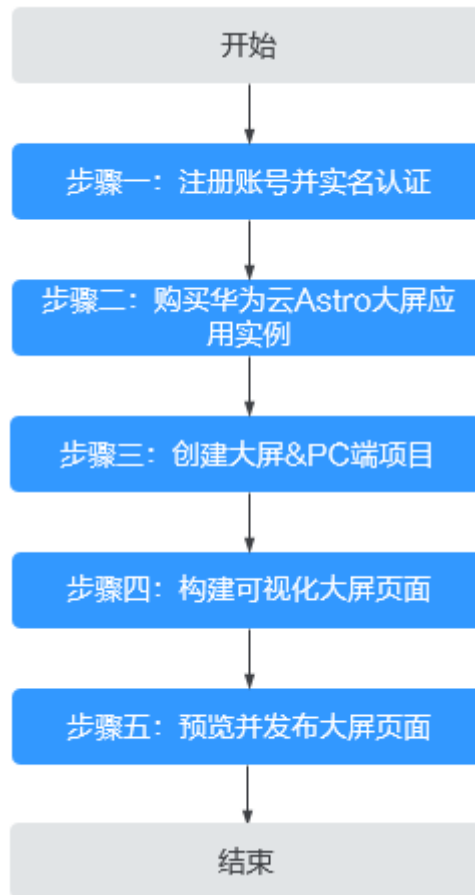 开始
步骤一：注册账号并实名认证
步骤二：购买华为云Astro大屏应
用实例
步骤三：创建大屏&PC端项目
步骤四：构建可视化大屏页面
步骤五：预览并发布大屏页面
结束